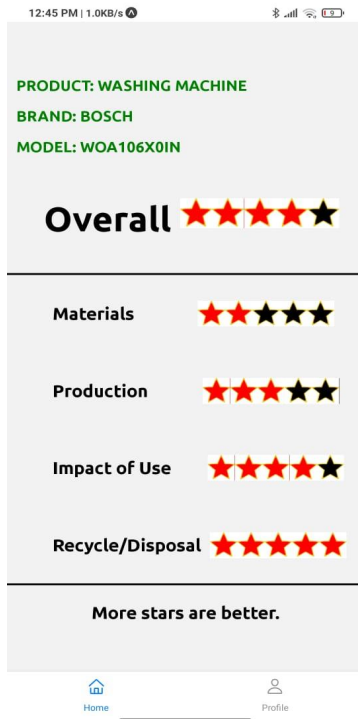 12:45 PM | 1.0KB/s
9
PRODUCT: WASHING MACHINE
BRAND: BOSCH
MODEL: WOA106X0IN
Overall
Materials
Production
Impact of Use
Recycle/Disposal
More stars are better.
Home
Profile